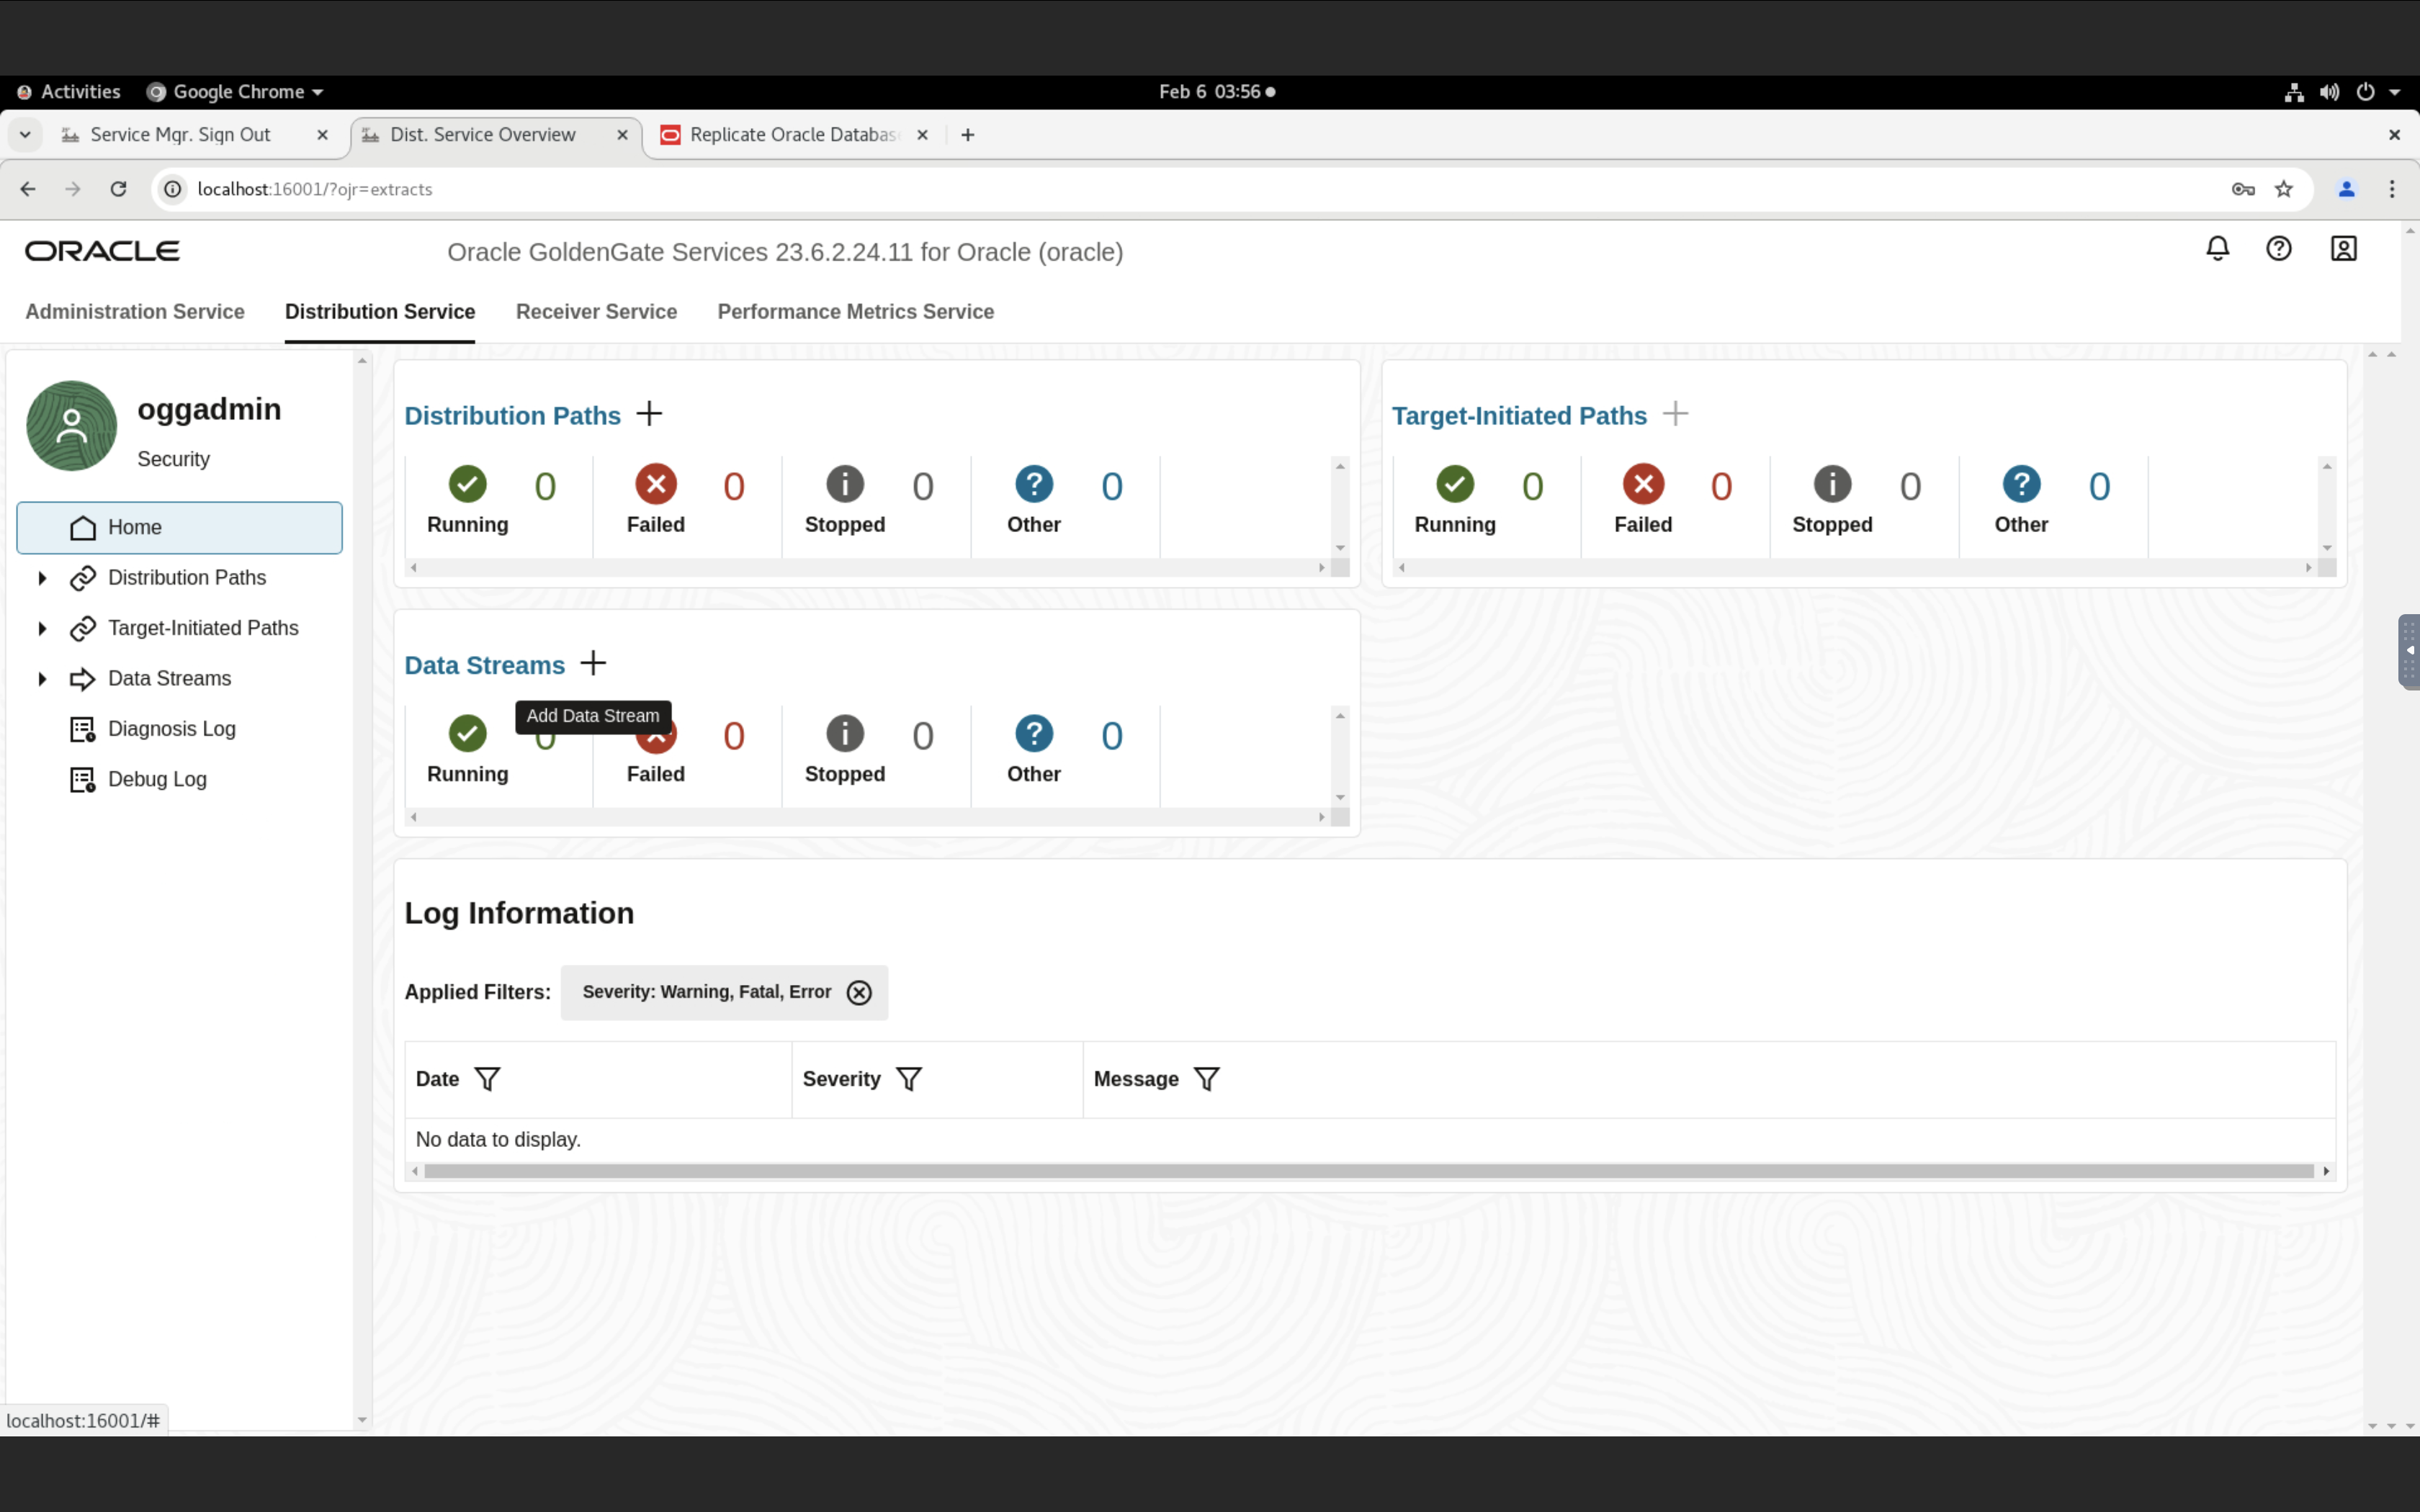 Activities Google Chrome Feb 6 03:56
Service Mgr. Sign Out Dist. Service Overview Replicate Oracle Databas
localhost:16001/?ojr=extracts
ORACLE Oracle GoldenGate Services 23.6.2.24.11 for Oracle (oracle)
Administration Service Distribution Service Receiver Service Performance Metrics Service
oggadmin
Security
Home
Distribution Paths
Target-Initiated Paths
Data Streams
Diagnosis Log
Debug Log
Distribution Paths
0 0 0 0
Running Failed Stopped Other
Target-Initiated Paths
0 0 0 0
Running Failed Stopped Other
Data Streams
Add Data Stream
0 0 0 0
Running Failed Stopped Other
Log Information
Applied Filters: Severity: Warning, Fatal, Error
Date Severity Message
No data to display.
localhost:16001/#